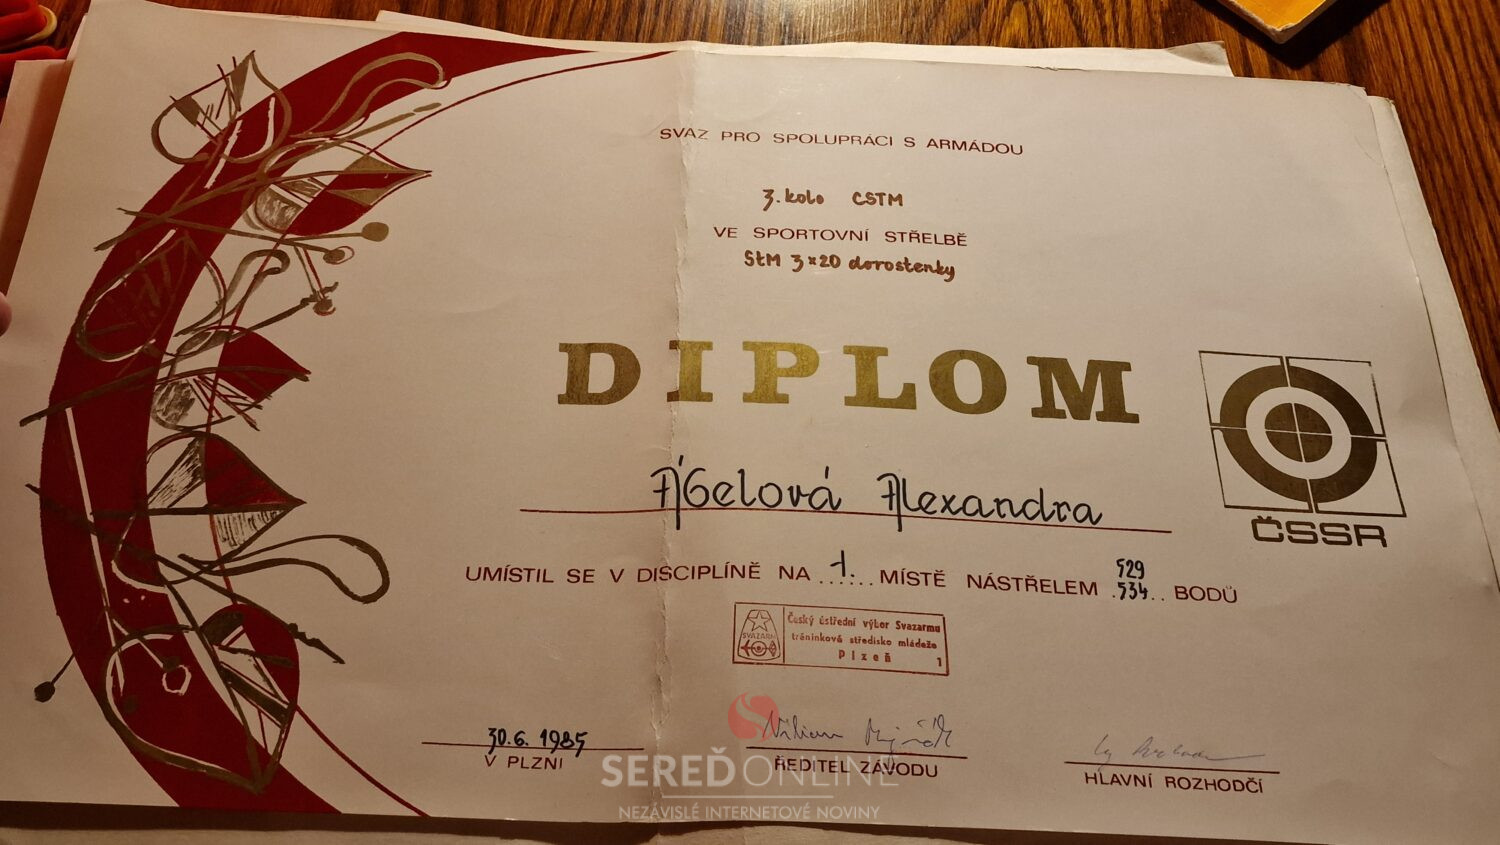 SVAZ PRO SPOLUPRÁCI S ARMÁDOU
3. kolo CSTM
VE SPORTOVNÍ STŘELBĚ
StM 3×20 dorostenky
DIPLOM
ÁGelová Alexandra
ČSSR
UMÍSTIL SE V DISCIPLÍNĚ NA ..1... MÍSTĚ NÁSTŘELEM 529 .534.. BODŮ
SVAZARM
Český ústřední výbor Svazarmu
tréninkové středisko mládeže
Plzeň 1
30.6. 1985
V PLZNI
ŘEDITEL ZÁVODU
HLAVNÍ ROZHODČÍ
SEREĎONLINE
NEZÁVISLÉ INTERNETOVÉ NOVINY